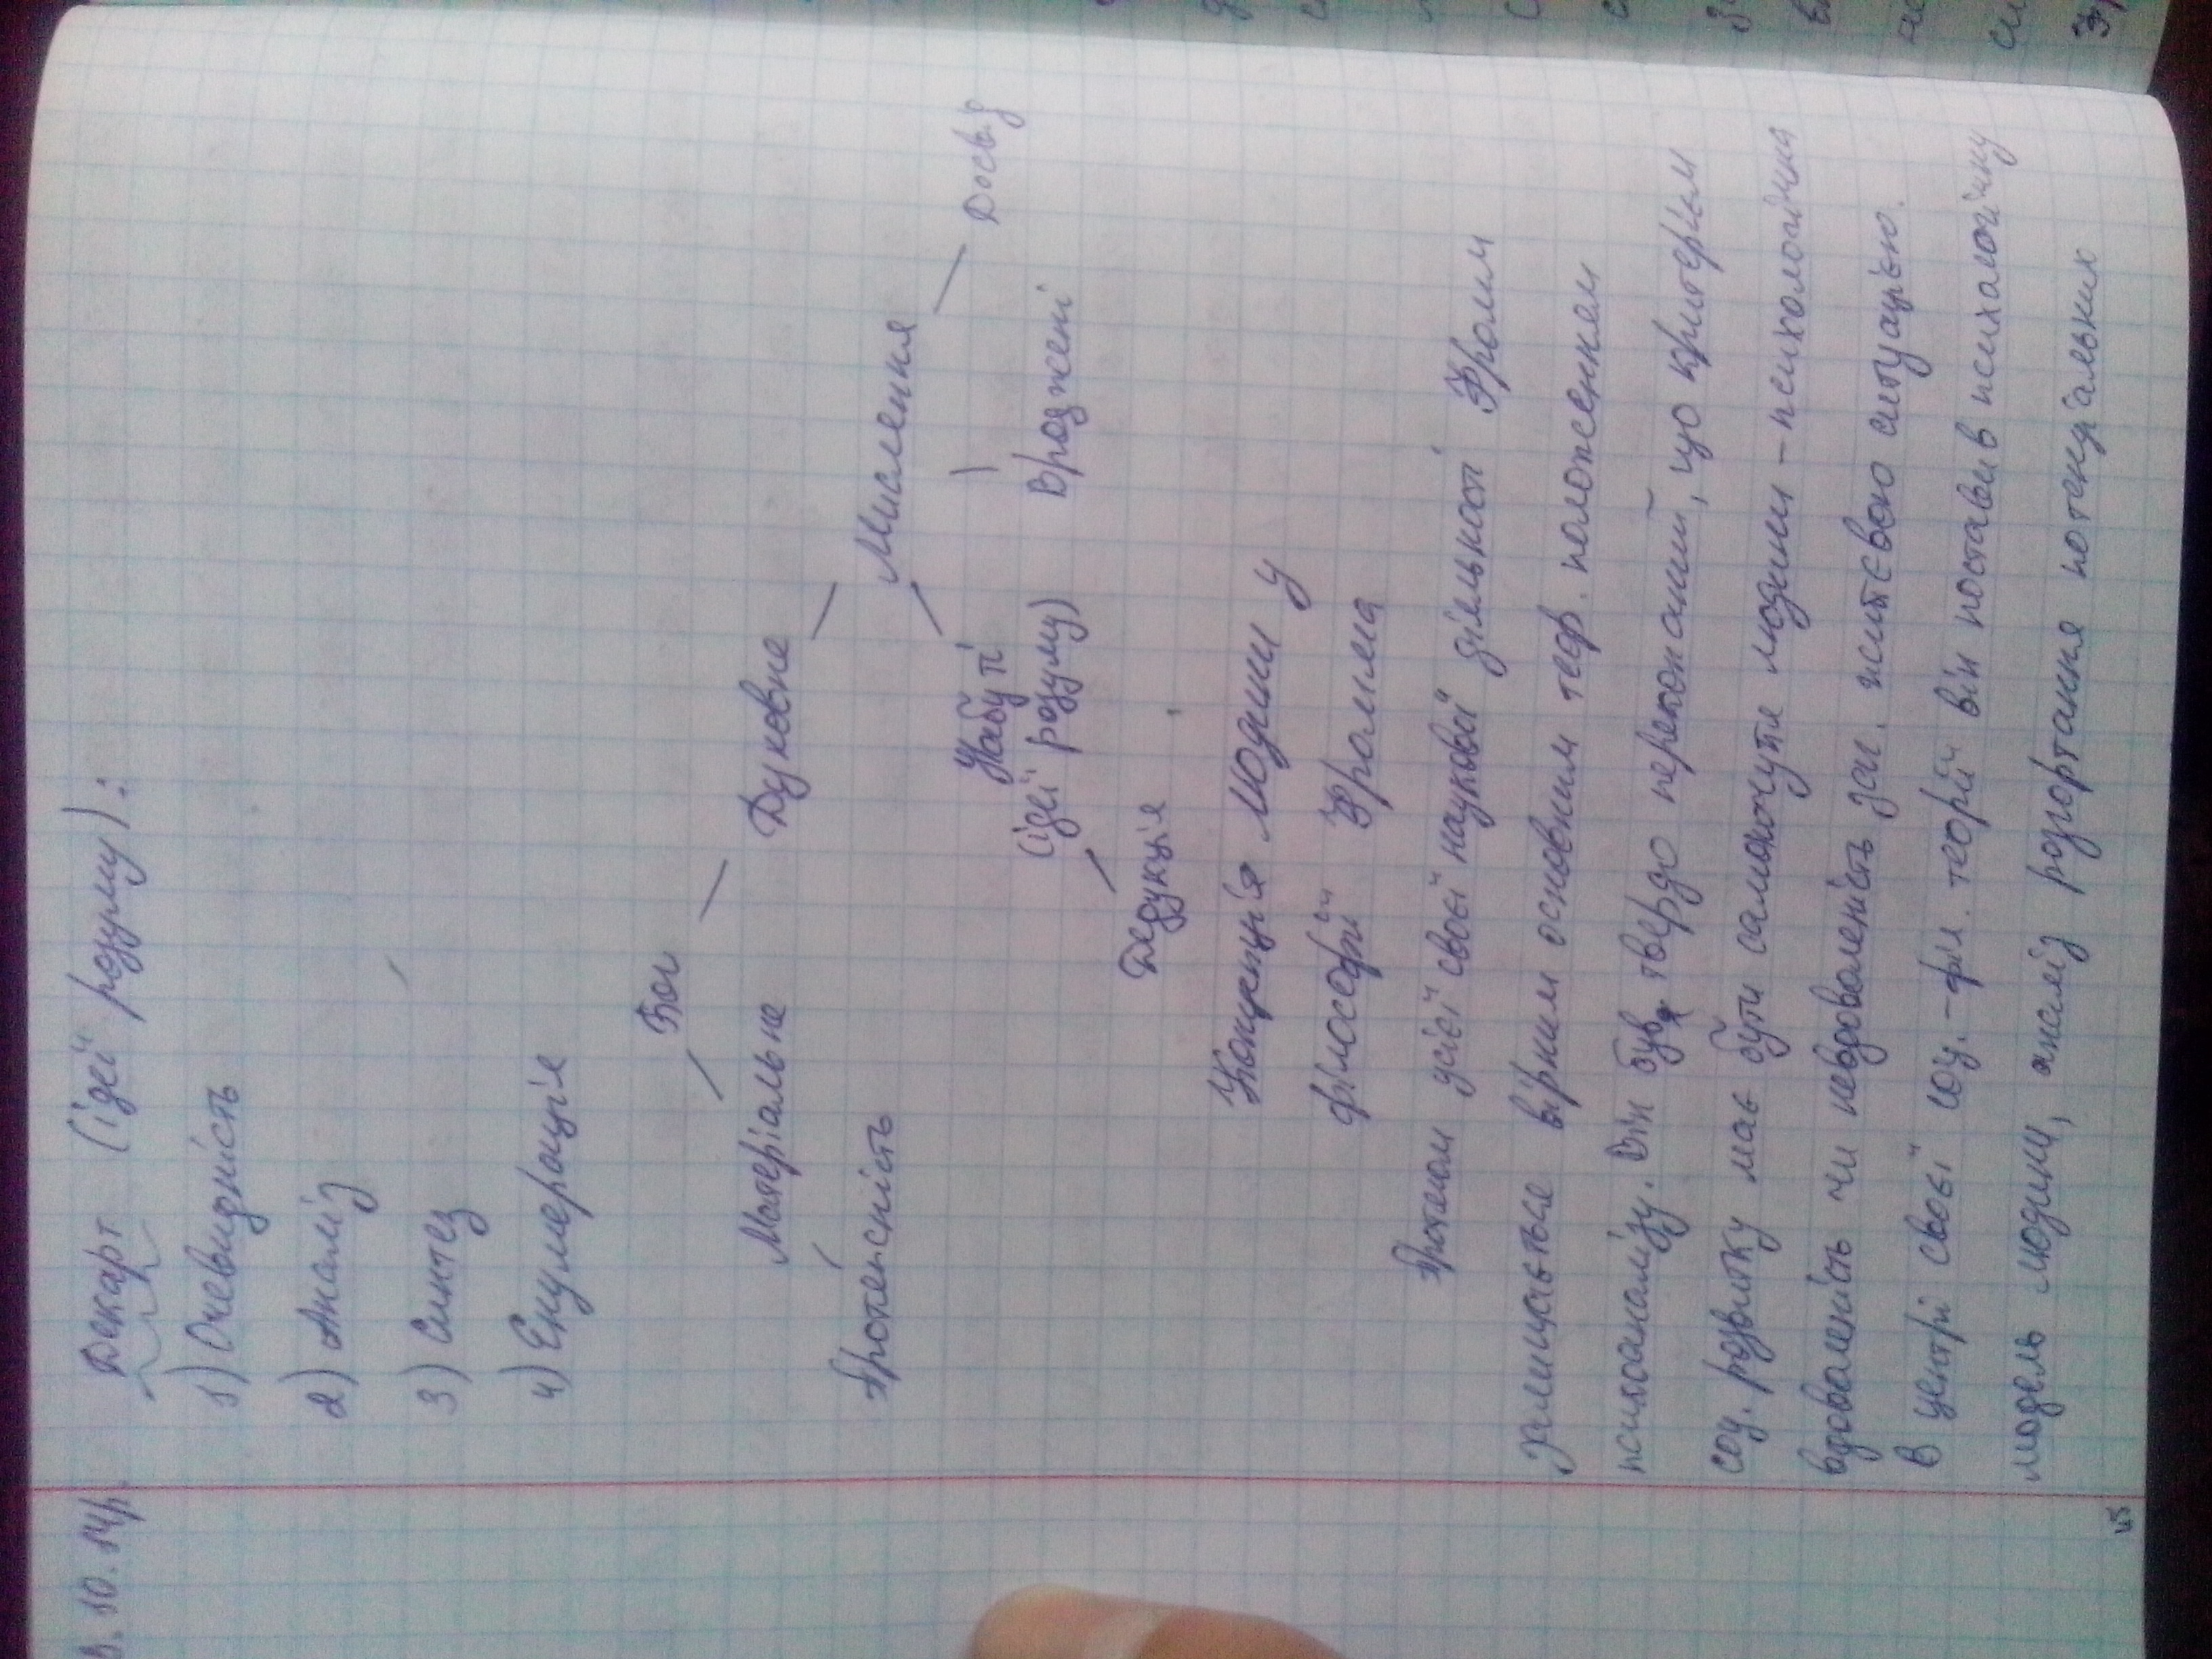 .10.14р.
Декарт (ідеї розуму):
1) Очевидність
2) Аналіз
3) Синтез
4) Енумерація
Бог
Матеріальне Духовне
Протяжність Мислення
Набуті Досвід
(ідеї розуму) Вроджені
Дедукція
Концепція людини у
філософії Фромма
Протягом усієї своєї наукової діяльності Фромм
залишається вірним основним теор. положенням
психоаналізу. Він був твердо переконаний, що критерієм
соц. розвитку має бути самопочуття людини – психологічна
вдоволеність чи невдоволеність заг. життєвою ситуацією.
В центрі своєї соц.-філ. теорії він поставив психологічну
модель людини, аналіз розгортання потенціальних
45